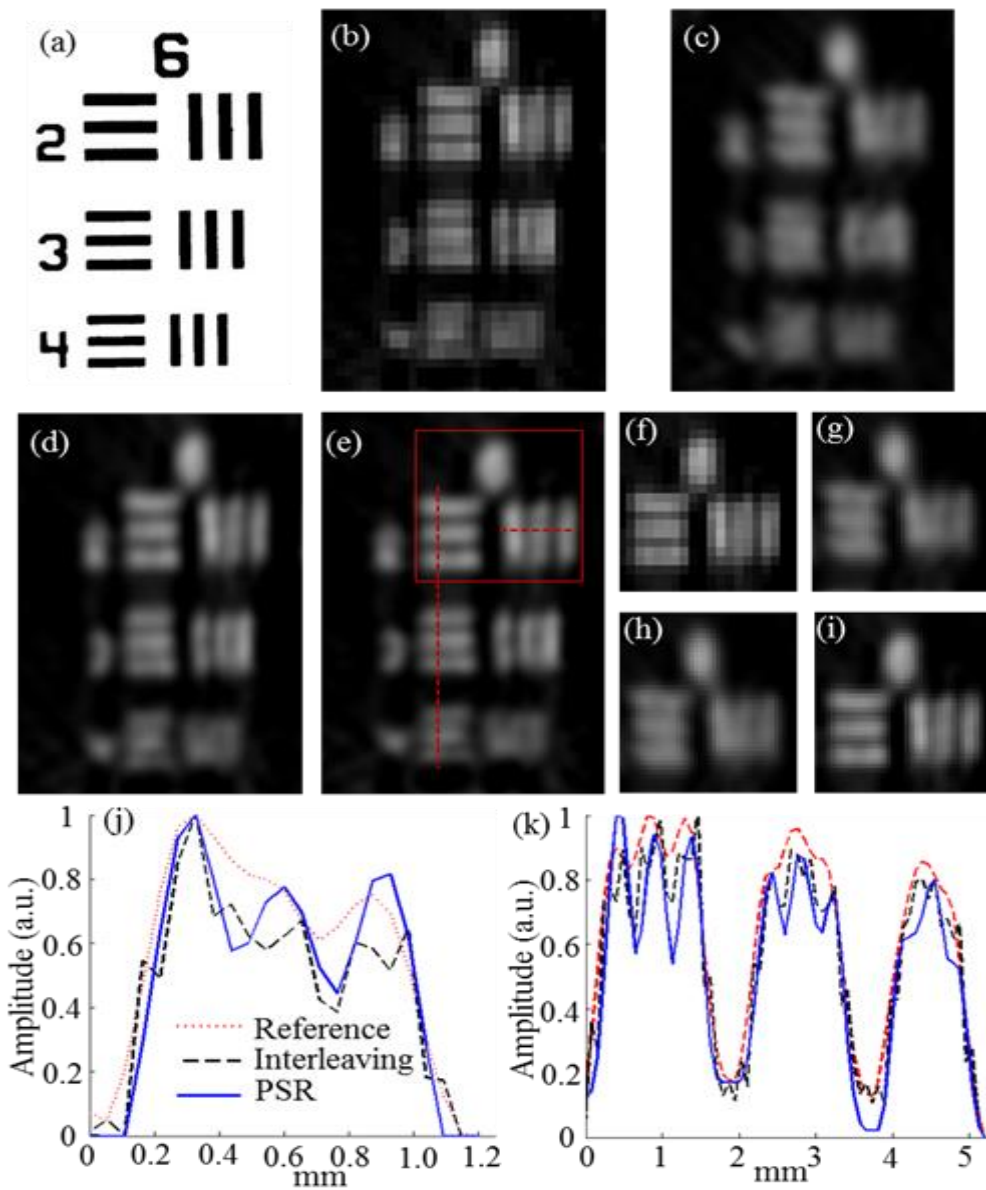 (a)
6
2
3
4
(b)
(c)
(d)
(e)
(f)
(g)
(h)
(i)
(j)
1
0.8
0.6
0.4
0.2
0
Amplitude (a.u.)
Reference
Interleaving
PSR
0 0.2 0.4 0.6 0.8 1.0 1.2
mm
(k)
1
0.8
0.6
0.4
0.2
0
Amplitude (a.u.)
0 1 2 3 4 5
mm